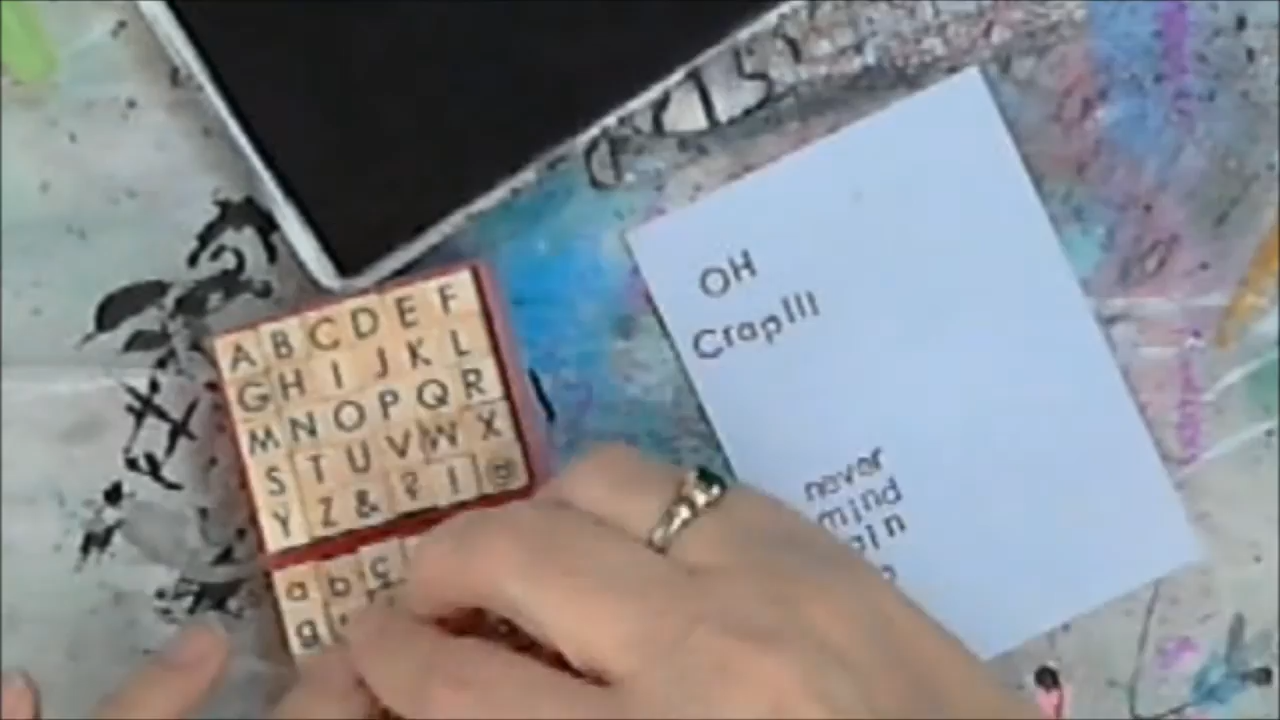 OH
Crap!!!
never
mind
A B C D E F
G H I J K L
M N O P Q R
S T U V W X
Y Z & ? !
a b c
g